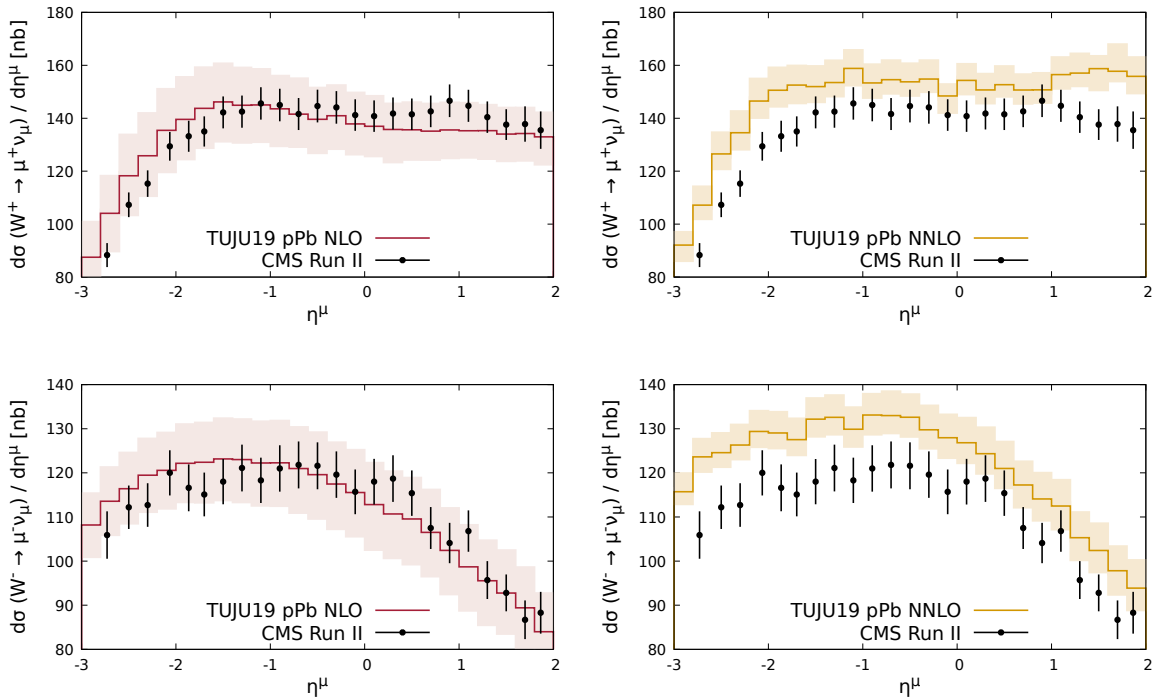 dσ (W⁺ → μ⁺ν_μ) / dη^μ [nb]
180
160
140
120
100
80
TUJU19 pPb NLO
CMS Run II
-3 -2 -1 0 1 2
η^μ
dσ (W⁺ → μ⁺ν_μ) / dη^μ [nb]
180
160
140
120
100
80
TUJU19 pPb NNLO
CMS Run II
-3 -2 -1 0 1 2
η^μ
dσ (W⁻ → μ⁻ν_μ) / dη^μ [nb]
140
130
120
110
100
90
80
TUJU19 pPb NLO
CMS Run II
-3 -2 -1 0 1 2
η^μ
dσ (W⁻ → μ⁻ν_μ) / dη^μ [nb]
140
130
120
110
100
90
80
TUJU19 pPb NNLO
CMS Run II
-3 -2 -1 0 1 2
η^μ